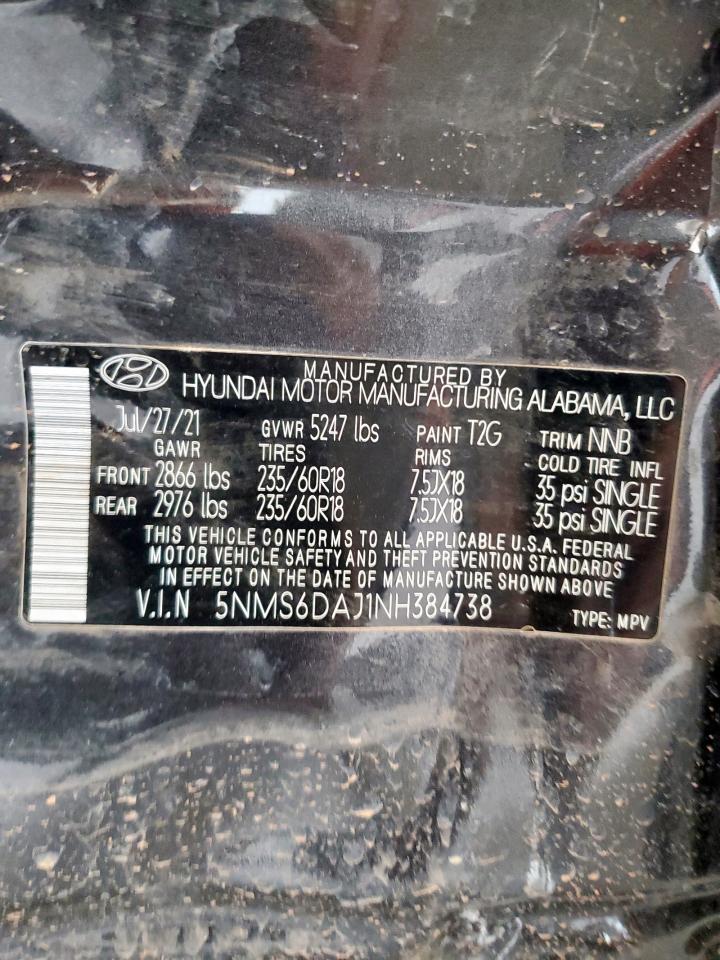 MANUFACTURED BY
HYUNDAI MOTOR MANUFACTURING ALABAMA, LLC
Jul/27/21 GVWR 5247 lbs PAINT T2G TRIM NNB
GAWR TIRES RIMS COLD TIRE INFL
FRONT 2866 lbs 235/60R18 7.5JX18 35 psi SINGLE
REAR 2976 lbs 235/60R18 7.5JX18 35 psi SINGLE
THIS VEHICLE CONFORMS TO ALL APPLICABLE U.S.A. FEDERAL
MOTOR VEHICLE SAFETY AND THEFT PREVENTION STANDARDS
IN EFFECT ON THE DATE OF MANUFACTURE SHOWN ABOVE
V.I.N 5NMS6DAJ1NH384738 TYPE: MPV